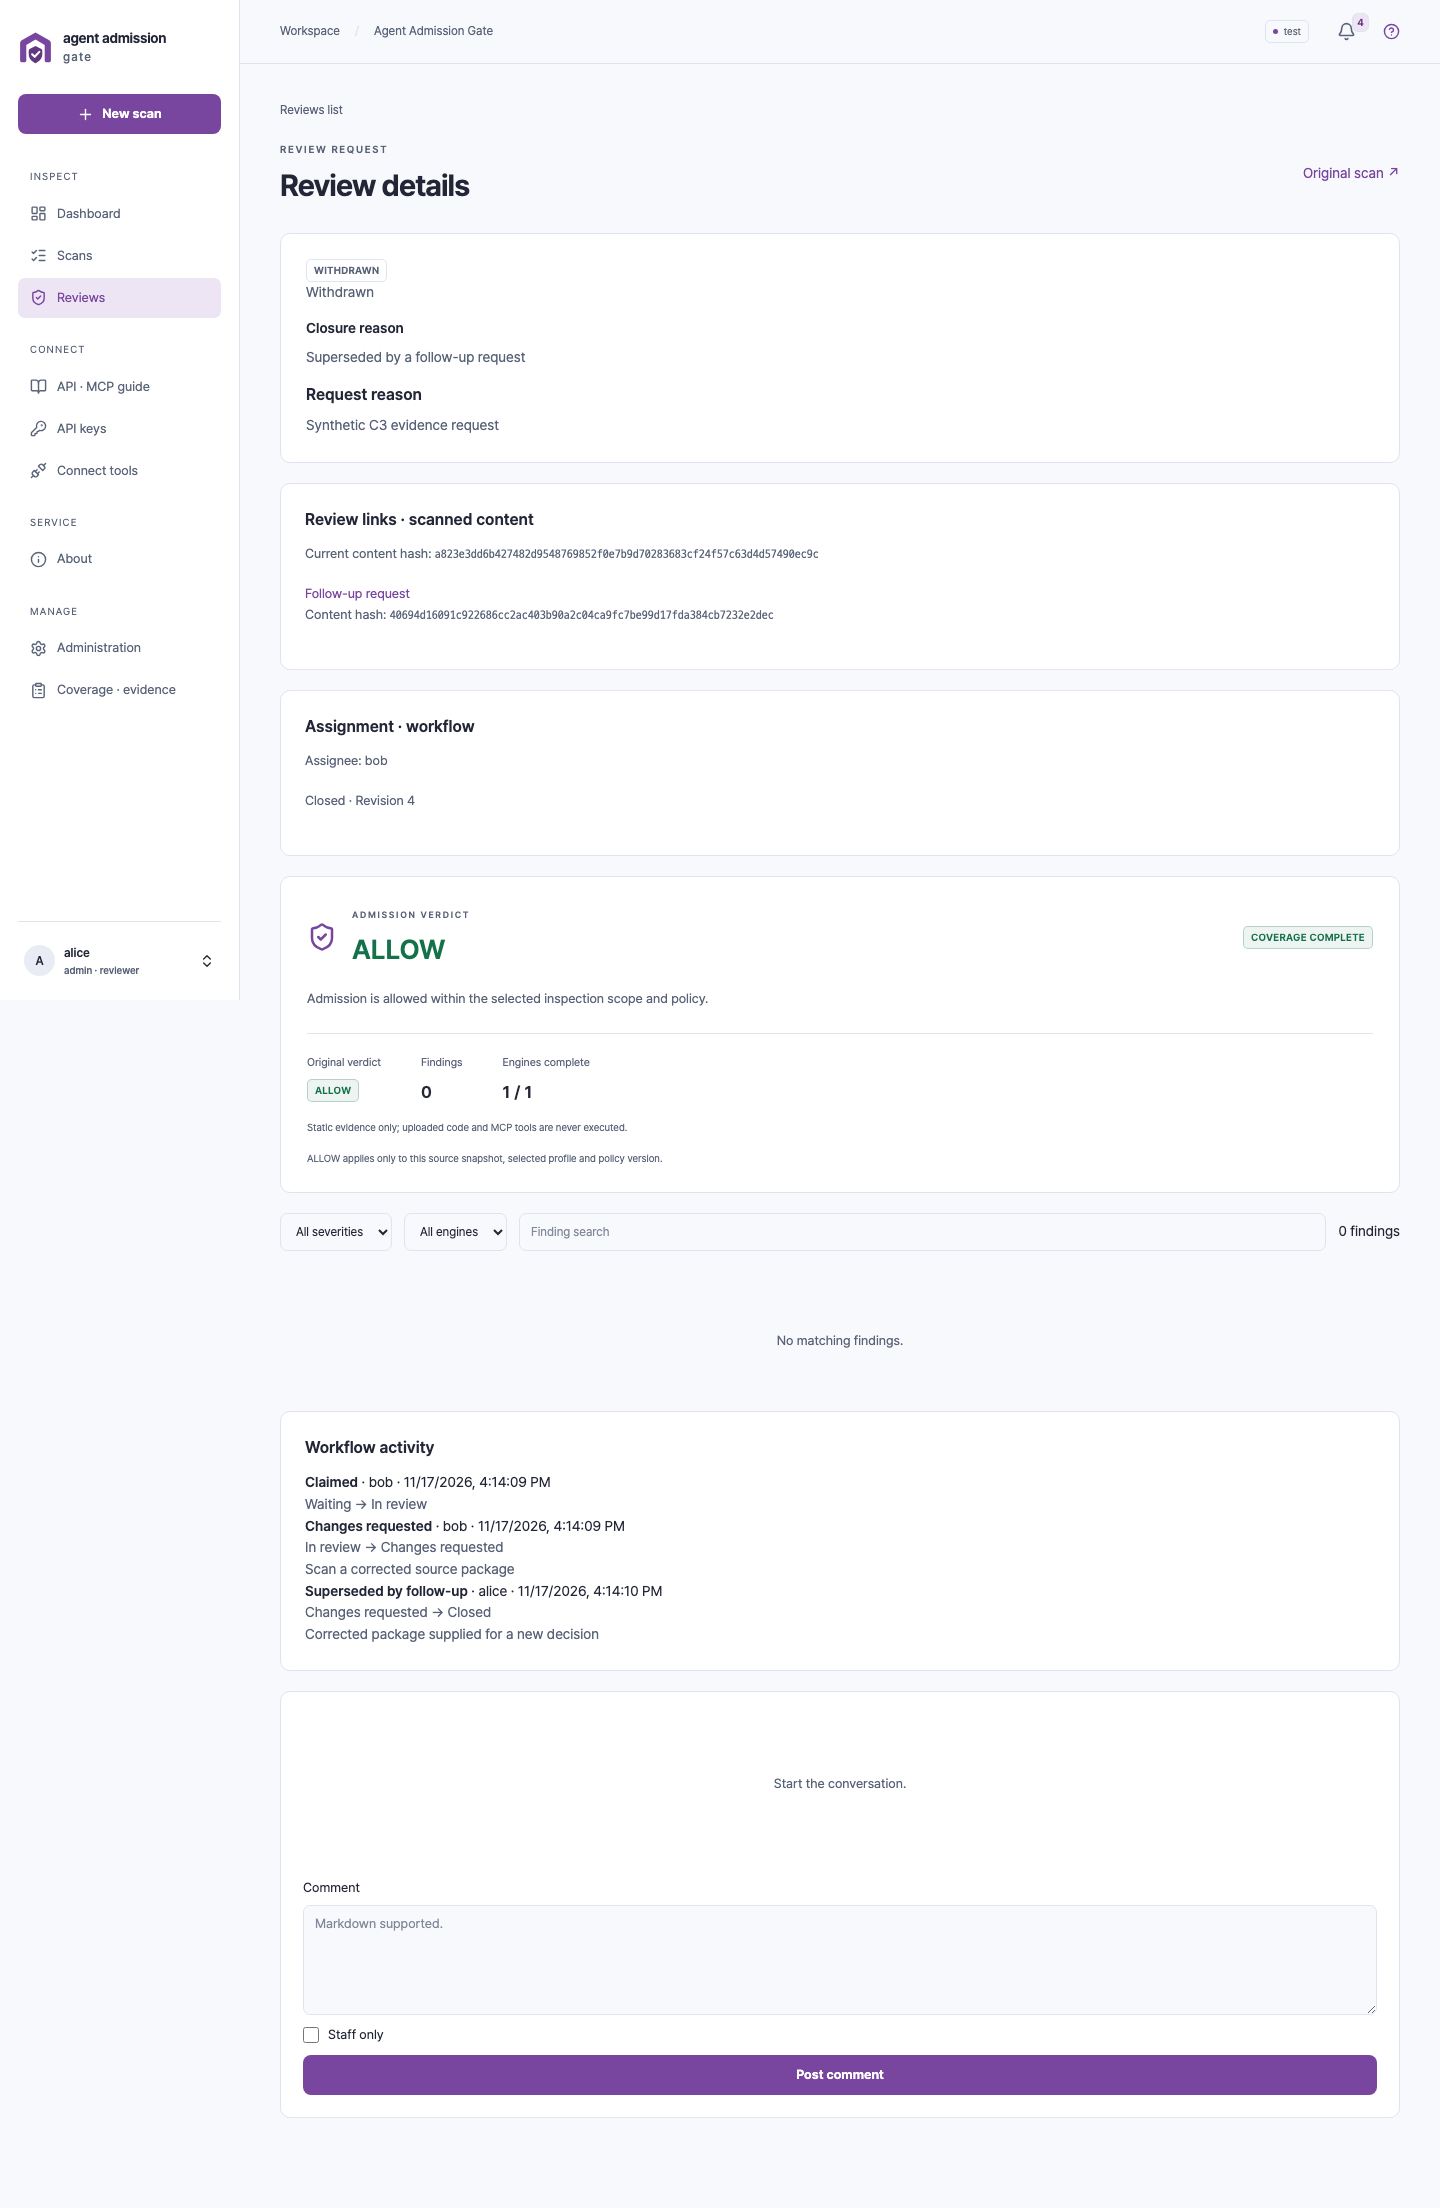 agent admission
gate
New scan
INSPECT
Dashboard
Scans
Reviews
CONNECT
API · MCP guide
API keys
Connect tools
SERVICE
About
MANAGE
Administration
Coverage · evidence
A
alice
admin · reviewer
Workspace / Agent Admission Gate
test
4
Reviews list
REVIEW REQUEST
Review details
Original scan ↗
WITHDRAWN
Withdrawn
Closure reason
Superseded by a follow-up request
Request reason
Synthetic C3 evidence request
Review links · scanned content
Current content hash: a823e3dd6b427482d9548769852f0e7b9d70283683cf24f57c63d4d57490ec9c
Follow-up request
Content hash: 40694d16091c922686cc2ac403b90a2c04ca9fc7be99d17fda384cb7232e2dec
Assignment · workflow
Assignee: bob
Closed · Revision 4
ADMISSION VERDICT
ALLOW
COVERAGE COMPLETE
Admission is allowed within the selected inspection scope and policy.
Original verdict Findings Engines complete
ALLOW 0 1 / 1
Static evidence only; uploaded code and MCP tools are never executed.
ALLOW applies only to this source snapshot, selected profile and policy version.
All severities All engines Finding search 0 findings
No matching findings.
Workflow activity
Claimed · bob · 11/17/2026, 4:14:09 PM
Waiting → In review
Changes requested · bob · 11/17/2026, 4:14:09 PM
In review → Changes requested
Scan a corrected source package
Superseded by follow-up · alice · 11/17/2026, 4:14:10 PM
Changes requested → Closed
Corrected package supplied for a new decision
Start the conversation.
Comment
Markdown supported.
Staff only
Post comment